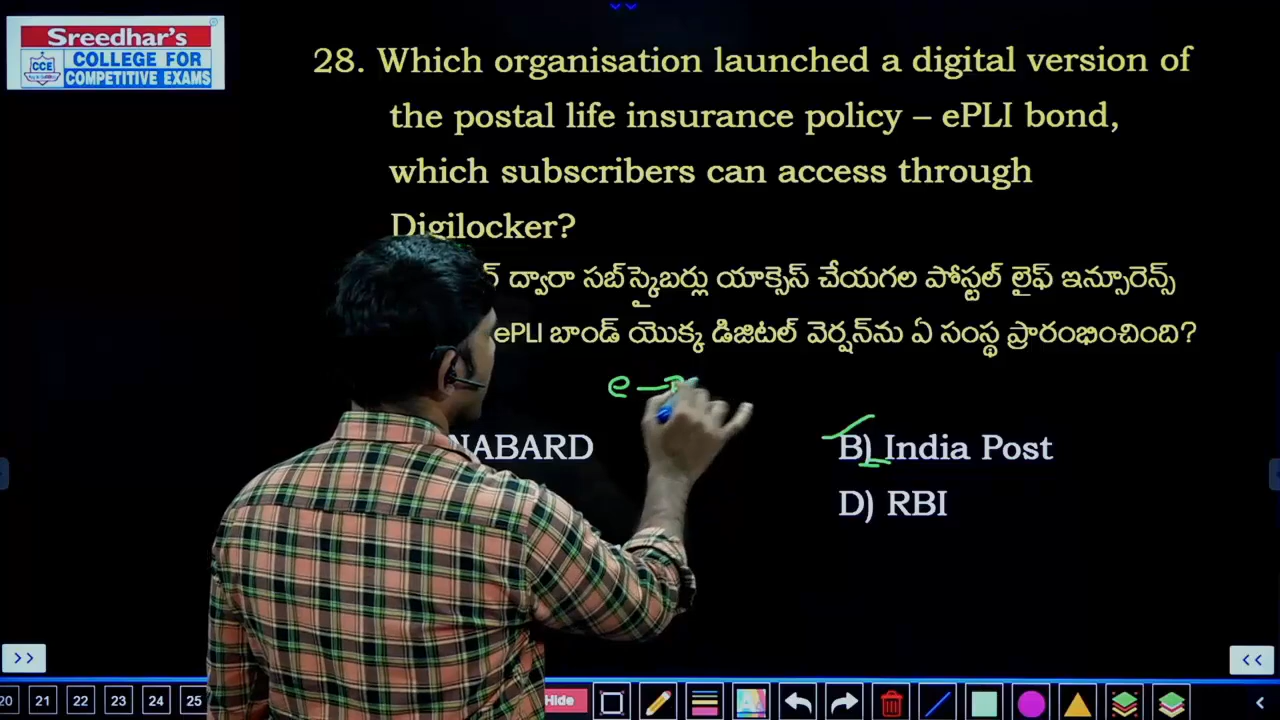 Sreedhar's
CCE
COLLEGE FOR
COMPETITIVE EXAMS
28. Which organisation launched a digital version of
the postal life insurance policy – ePLI bond,
which subscribers can access through
Digilocker?
ద్వారా సబ్‌స్క్రైబర్లు యాక్సెస్ చేయగల పోస్టల్ లైఫ్ ఇన్సూరెన్స్
ePLI బాండ్ యొక్క డిజిటల్ వెర్షన్‌ను ఏ సంస్థ ప్రారంభించింది?
e –
NABARD
B) India Post
D) RBI
>>
<<
20 21 22 23 24 25 Hide
<